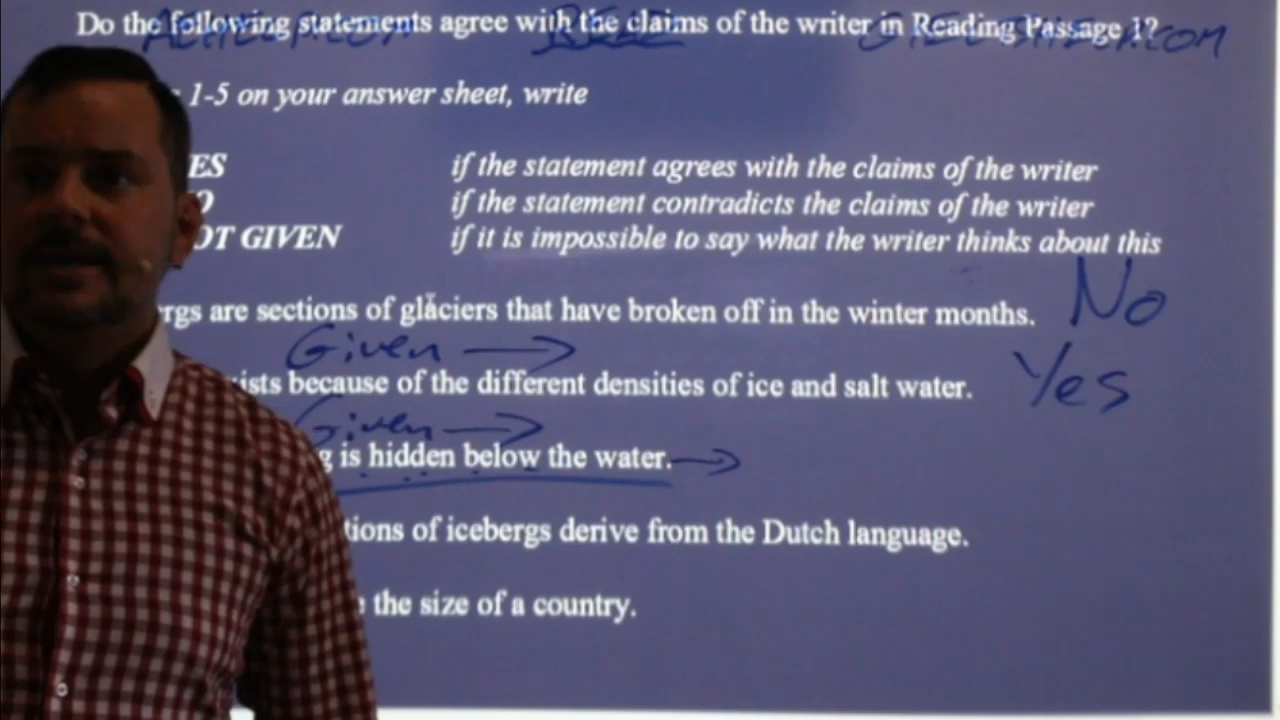 Do the following statements agree with the claims of the writer in Reading Passage 1?
1-5 on your answer sheet, write
ES if the statement agrees with the claims of the writer
O if the statement contradicts the claims of the writer
OT GIVEN if it is impossible to say what the writer thinks about this
rgs are sections of glaciers that have broken off in the winter months. No
Given
ists because of the different densities of ice and salt water. Yes
Given
g is hidden below the water.
tions of icebergs derive from the Dutch language.
e the size of a country.